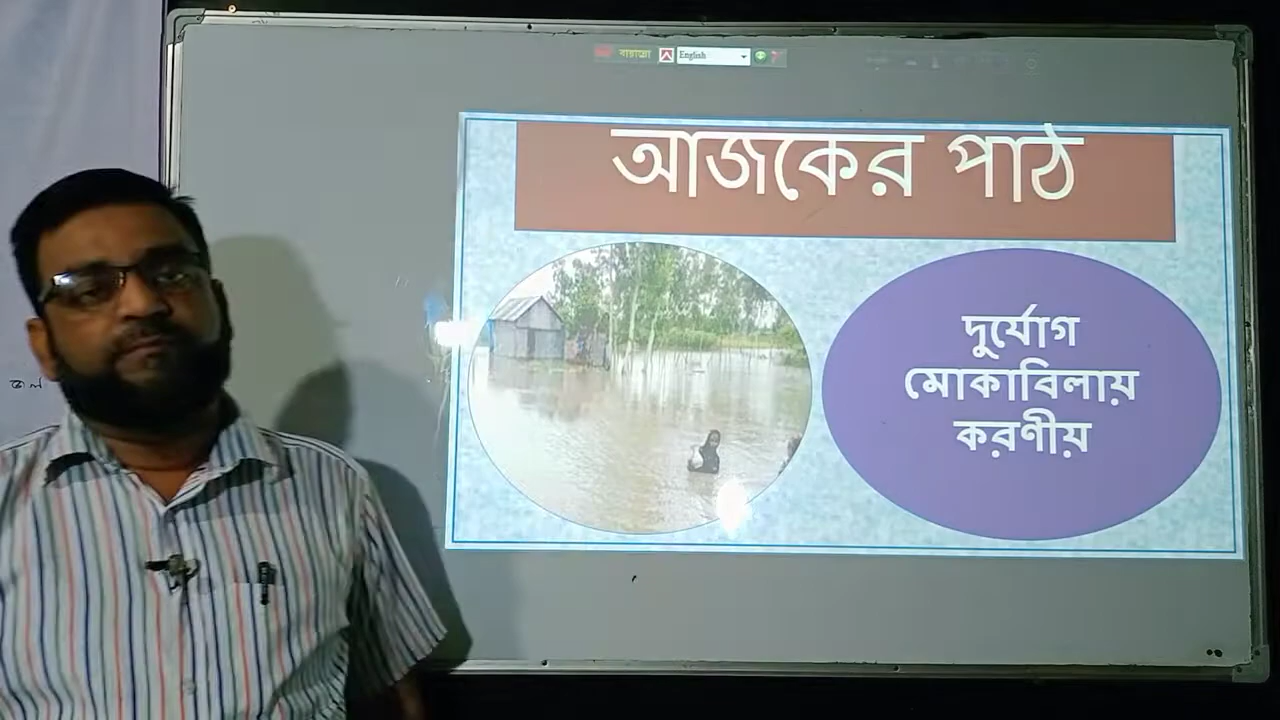 বায়ান্নো English
আজকের পাঠ
দুর্যোগ
মোকাবিলায়
করণীয়